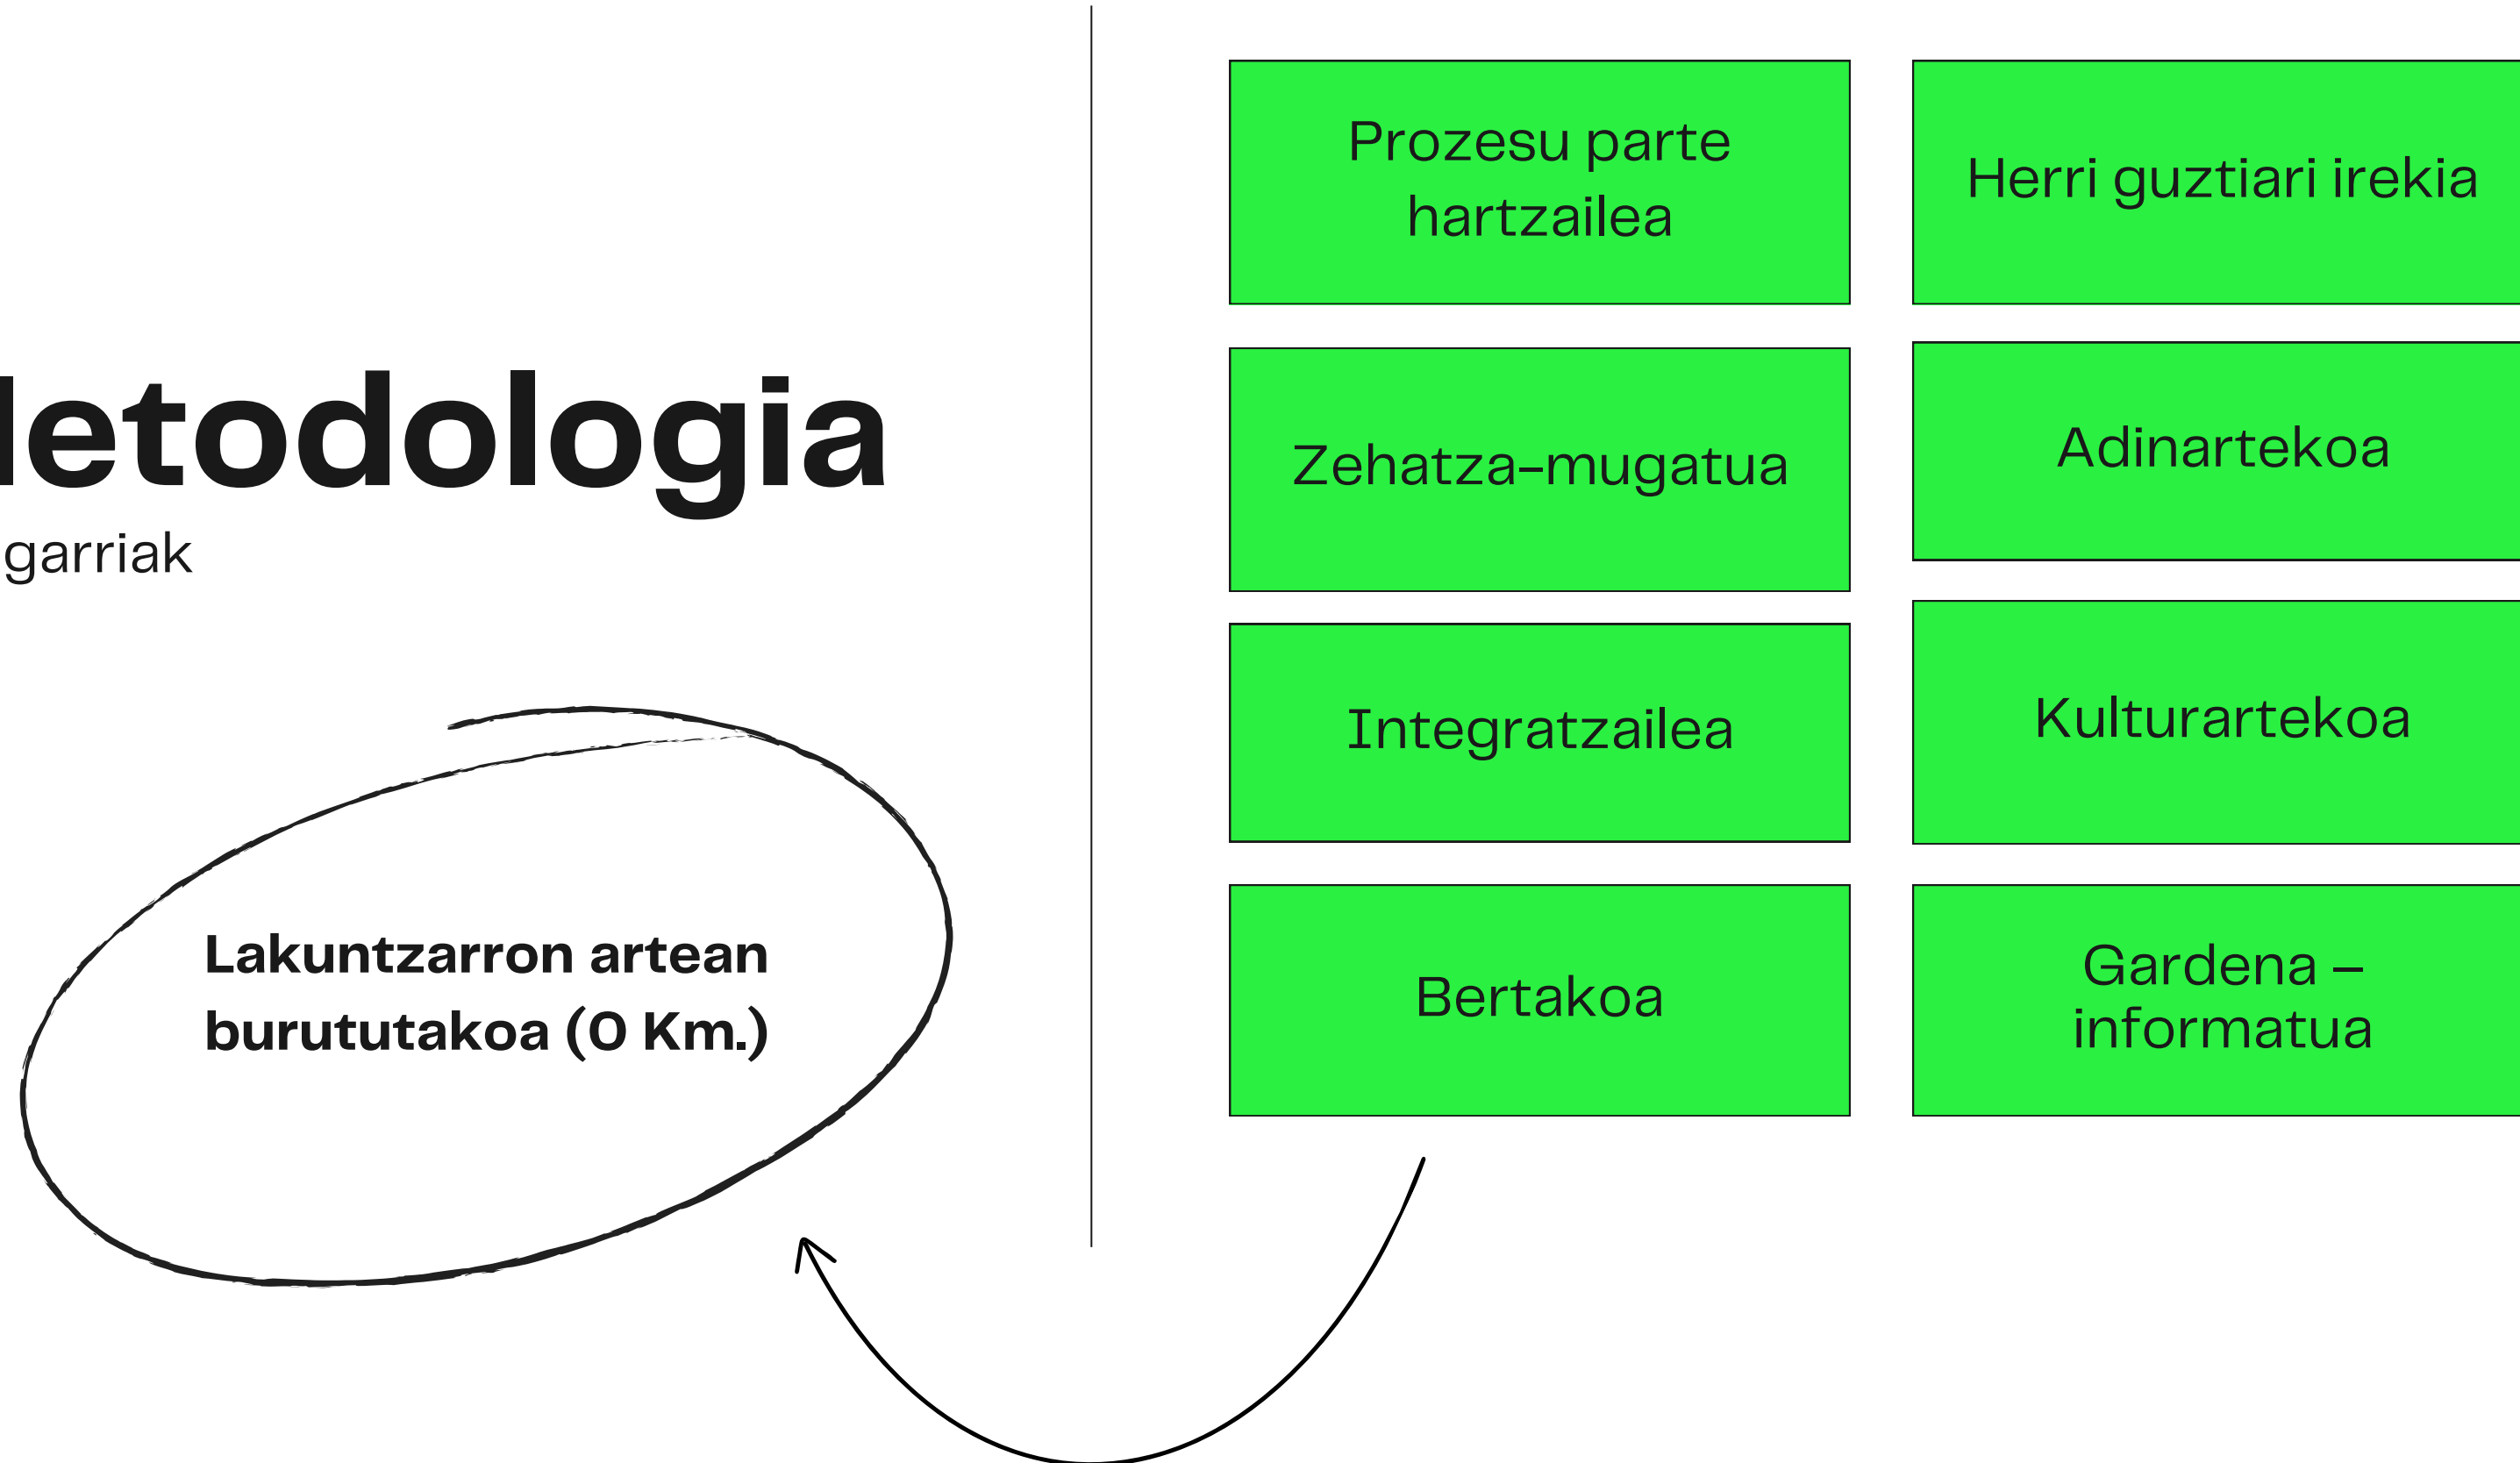 etodologia
garriak
Lakuntzarron artean
burututakoa (0 Km.)
Prozesu parte
hartzailea
Herri guztiari irekia
Zehatza-mugatua
Adinartekoa
Integratzailea
Kulturartekoa
Bertakoa
Gardena –
informatua